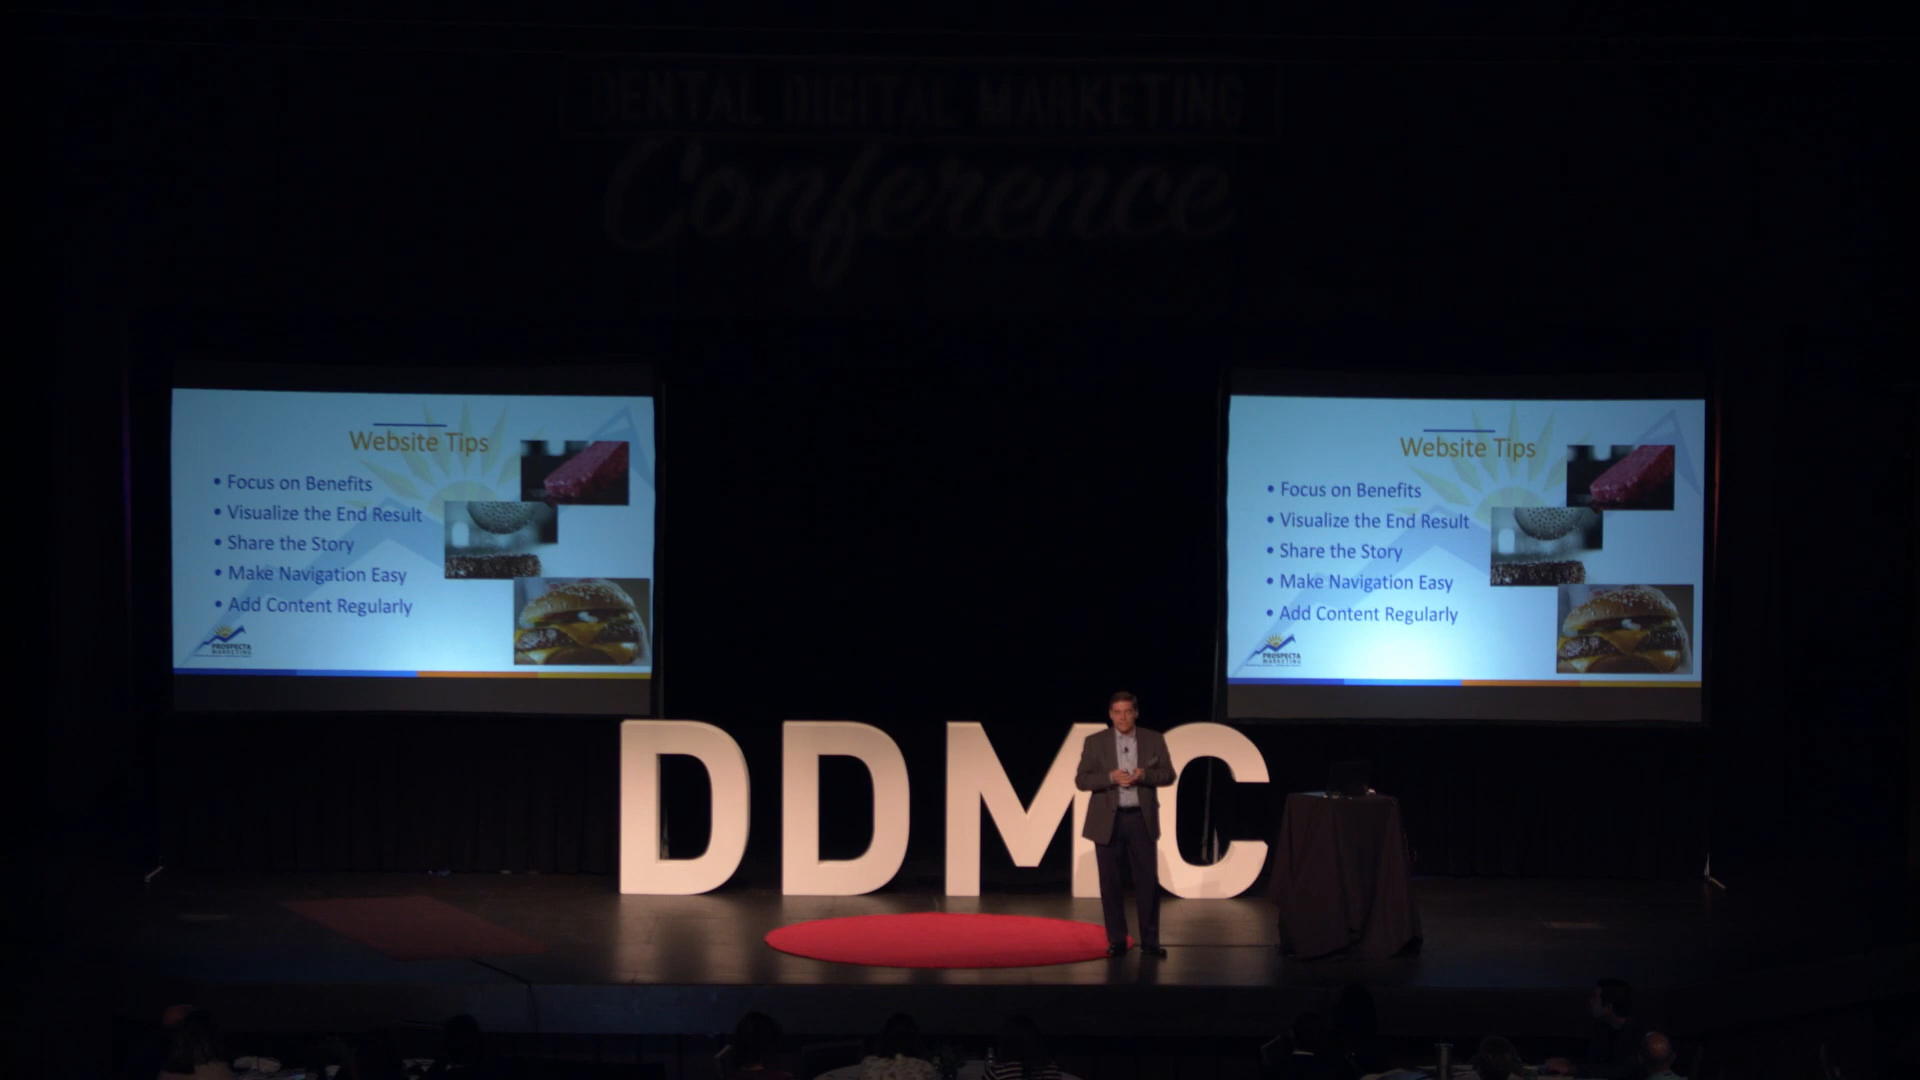 DENTAL DIGITAL MARKETING
Conference
Website Tips
• Focus on Benefits
• Visualize the End Result
• Share the Story
• Make Navigation Easy
• Add Content Regularly
PROSPECTA
MARKETING
Website Tips
• Focus on Benefits
• Visualize the End Result
• Share the Story
• Make Navigation Easy
• Add Content Regularly
PROSPECTA
MARKETING
DDMC